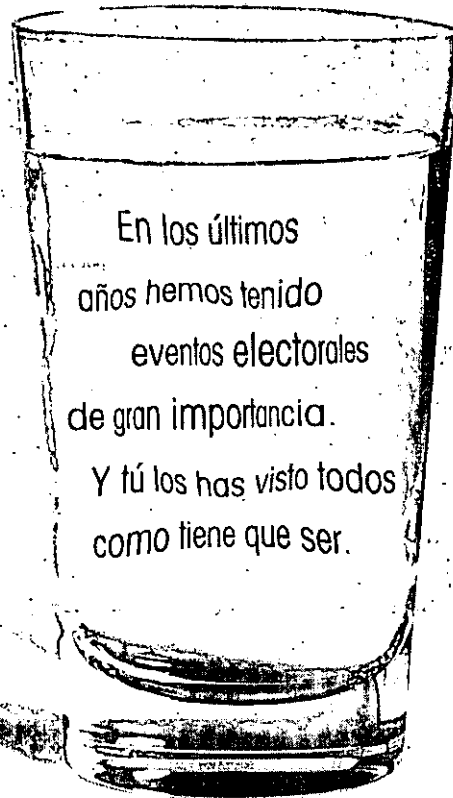 En los últimos
años hemos tenido
eventos electorales
de gran importancia.
Y tú los has visto todos
como tiene que ser.